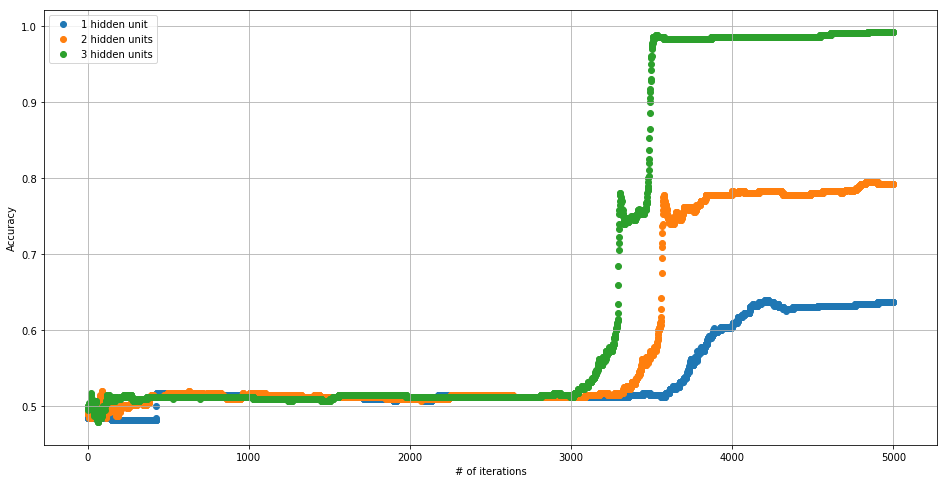 1 hidden unit
2 hidden units
3 hidden units
1.0
0.9
0.8
0.7
0.6
0.5
Accuracy
0 1000 2000 3000 4000 5000
# of iterations